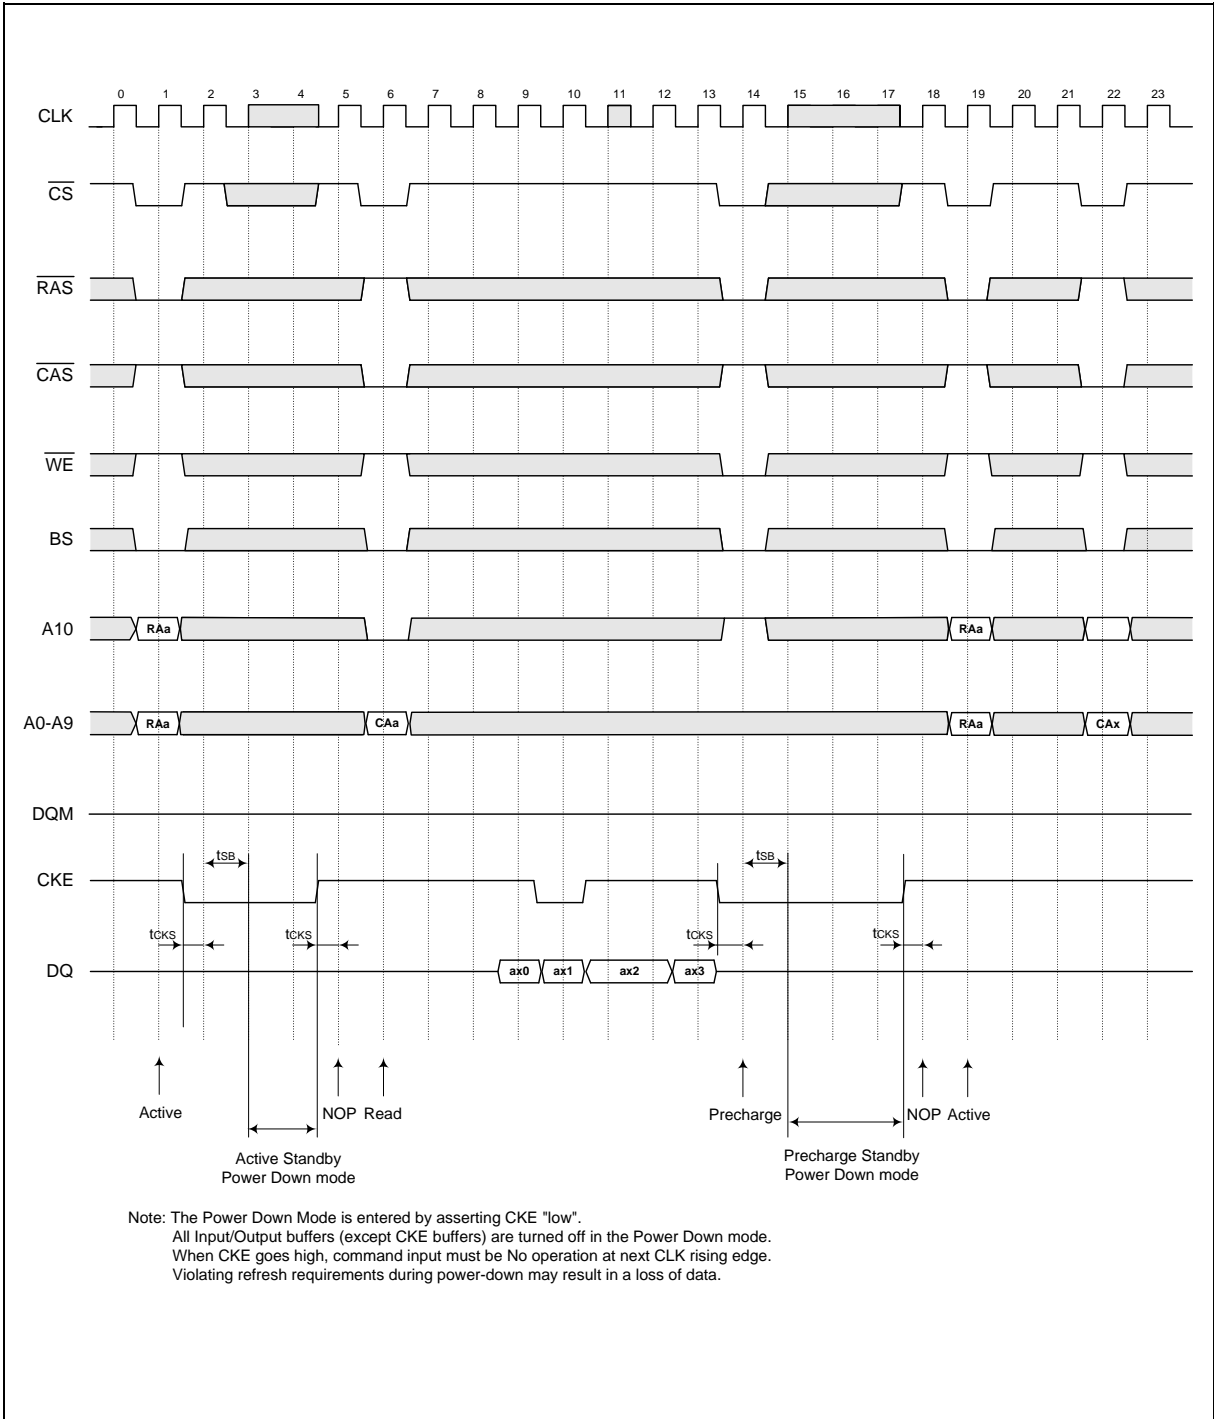 0 1 2 3 4 5 6 7 8 9 10 11 12 13 14 15 16 17 18 19 20 21 22 23
CLK
CS
RAS
CAS
WE
BS
A10 RAa RAa
A0-A9 RAa CAa RAa CAx
DQM
tSB tSB
CKE
tCKS tCKS tCKS tCKS
DQ ax0 ax1 ax2 ax3
Active NOP Read Precharge NOP Active
Active Standby
Power Down mode
Precharge Standby
Power Down mode
Note: The Power Down Mode is entered by asserting CKE "low".
All Input/Output buffers (except CKE buffers) are turned off in the Power Down mode.
When CKE goes high, command input must be No operation at next CLK rising edge.
Violating refresh requirements during power-down may result in a loss of data.